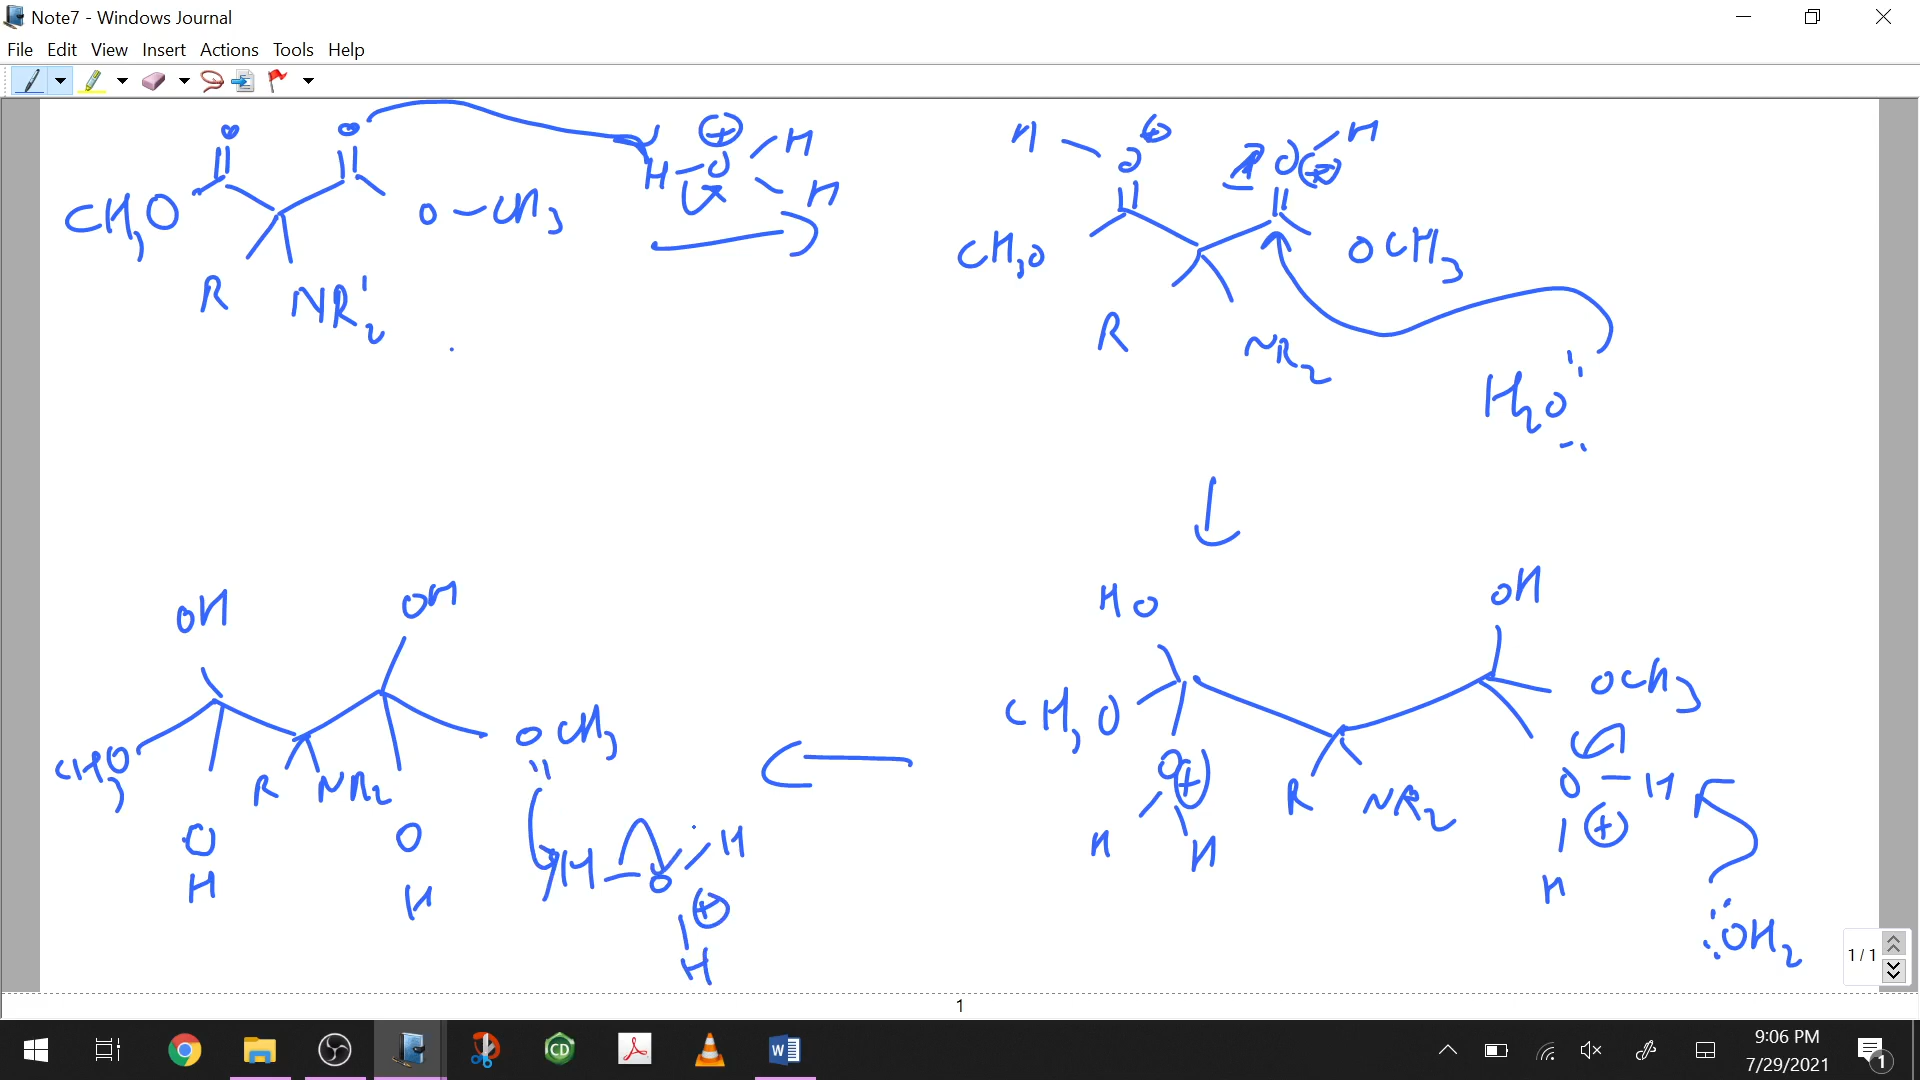 Note7 - Windows Journal
File Edit View Insert Actions Tools Help
O O ⊕ H
CH3O O-CH3 H-O H
R NR'2
H O ⊕ O ⊕ H
CH3O OCH3
R NR2
H2O
OH OH
CH3O OCH3
R NR2
O O
H H
H O ⊕ H
H
HO OH
CH3O OCH3
O ⊕ R NR2 O - H
H H ⊕
H
OH2
1 / 1
1
CD
W
9:06 PM
7/29/2021
1